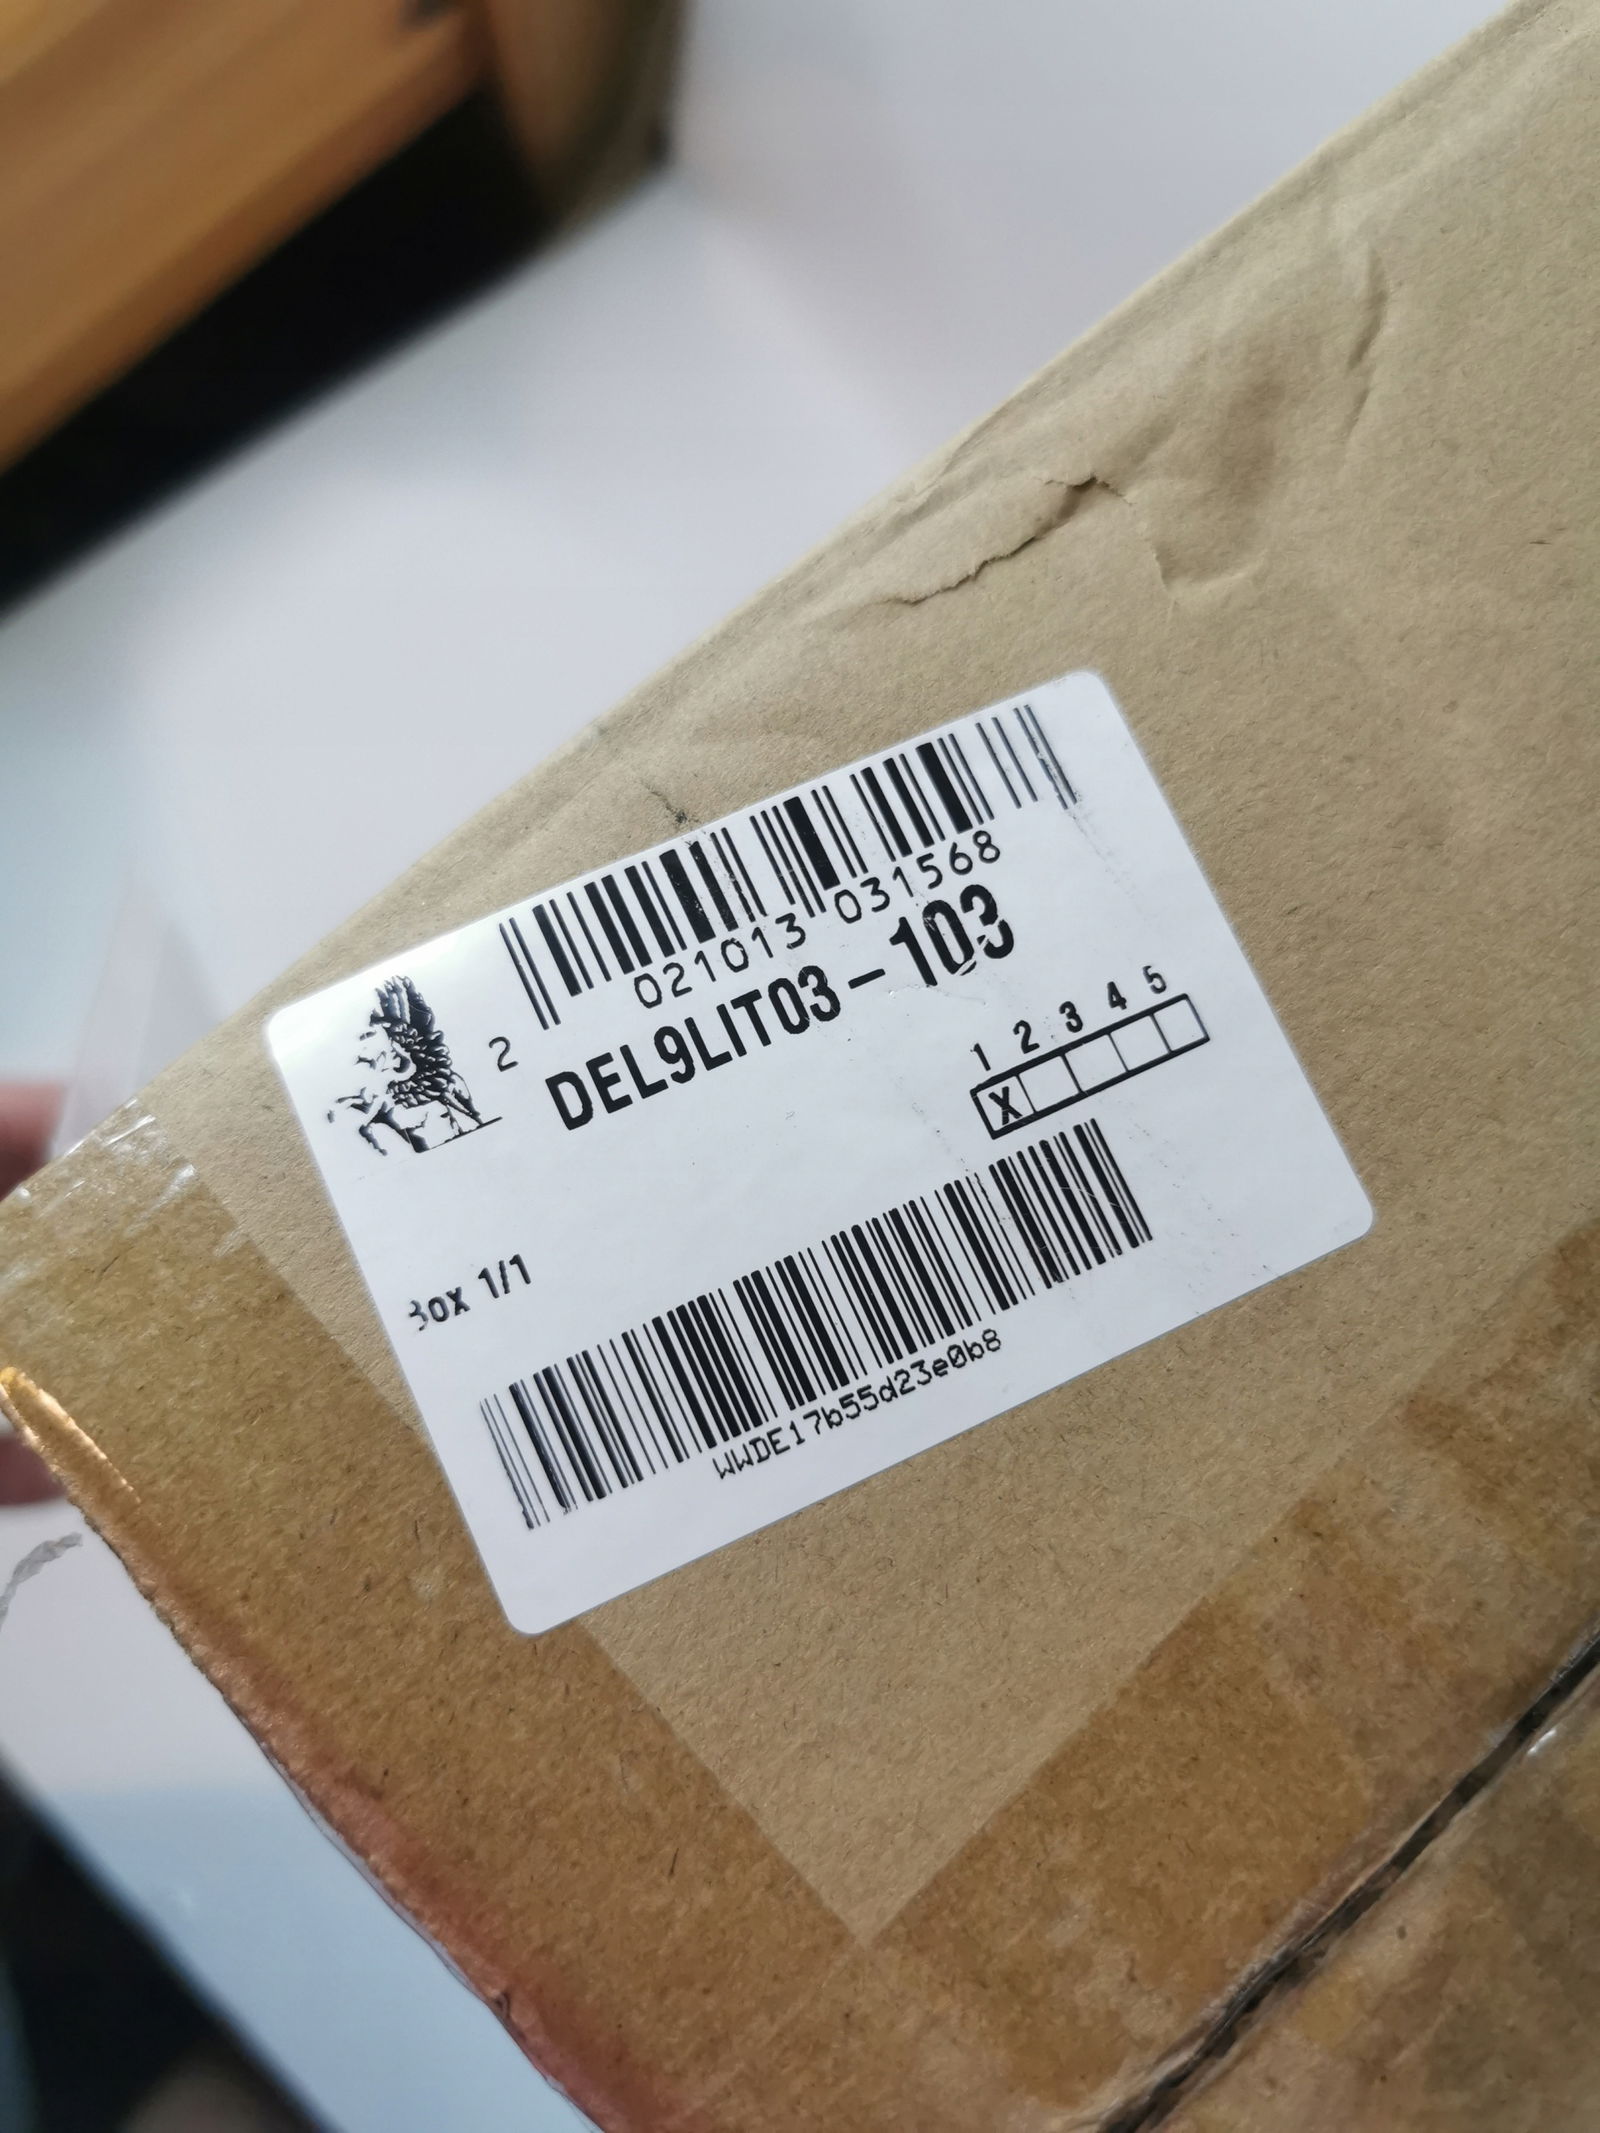 2 021013 031568
DEL9LIT03-103
1 2 3 4 5
X
Box 1/1
WWDE17b55d23e0b8